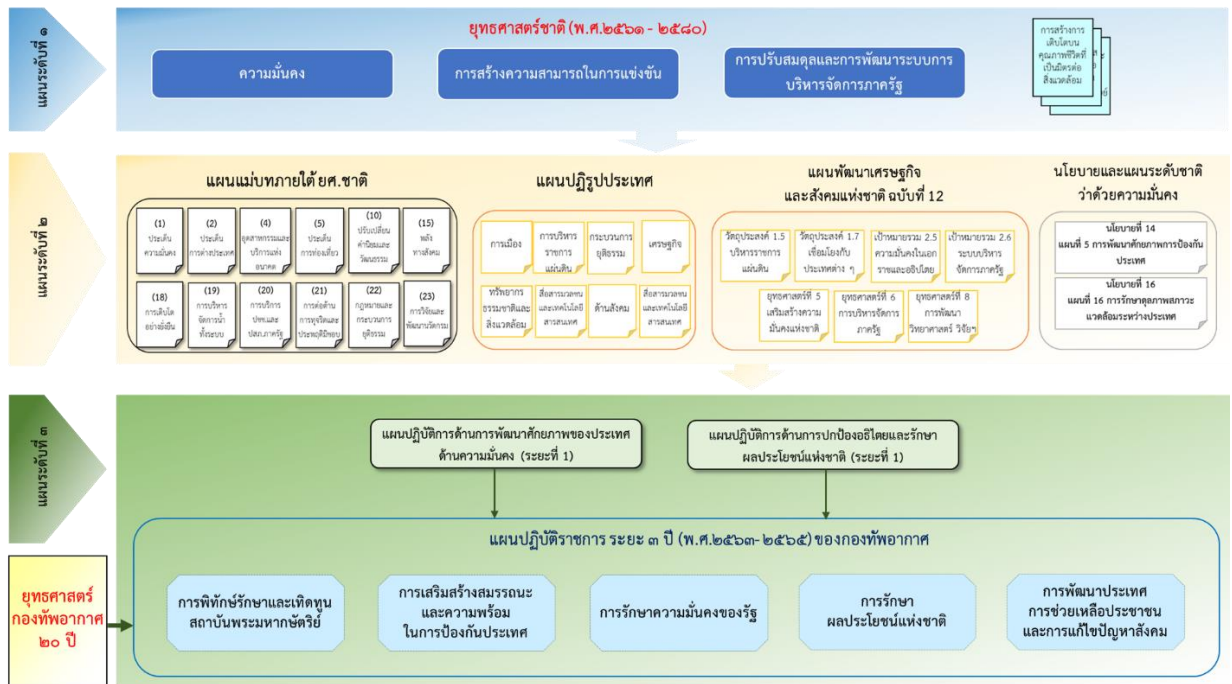 แผนระดับที่ ๑
ยุทธศาสตร์ชาติ (พ.ศ.๒๕๖๑ - ๒๕๘๐)
ความมั่นคง
การสร้างความสามารถในการแข่งขัน
การปรับสมดุลและการพัฒนาระบบการ
บริหารจัดการภาครัฐ
การสร้างการ
เติบโตบน
คุณภาพชีวิตที่
เป็นมิตรต่อ
สิ่งแวดล้อม
แผนระดับที่ ๒
แผนแม่บทภายใต้ ยศ.ชาติ
(1)
ประเด็น
ความมั่นคง
(2)
ประเด็น
การต่างประเทศ
(4)
อุตสาหกรรมและ
บริการแห่ง
อนาคต
(5)
ประเด็น
การท่องเที่ยว
(10)
ปรับเปลี่ยน
ค่านิยมและ
วัฒนธรรม
(15)
พลัง
ทางสังคม
(18)
การเติบโต
อย่างยั่งยืน
(19)
การบริหาร
จัดการน้ำ
ทั้งระบบ
(20)
การบริการ
ปชช.และ
ปสภ.ภาครัฐ
(21)
การต่อต้าน
การทุจริตและ
ประพฤติมิชอบ
(22)
กฎหมายและ
กระบวนการ
ยุติธรรม
(23)
การวิจัยและ
พัฒนานวัตกรรม
แผนปฏิรูปประเทศ
การเมือง
การบริหาร
ราชการ
แผ่นดิน
กระบวนการ
ยุติธรรม
เศรษฐกิจ
ทรัพยากร
ธรรมชาติและ
สิ่งแวดล้อม
สื่อสารมวลชน
และเทคโนโลยี
สารสนเทศ
ด้านสังคม
สื่อสารมวลชน
และเทคโนโลยี
สารสนเทศ
แผนพัฒนาเศรษฐกิจ
และสังคมแห่งชาติ ฉบับที่ 12
วัตถุประสงค์ 1.5
บริหารราชการ
แผ่นดิน
วัตถุประสงค์ 1.7
เชื่อมโยงกับ
ประเทศต่าง ๆ
เป้าหมายรวม 2.5
ความมั่นคงในเอก
ราชและอธิปไตย
เป้าหมายรวม 2.6
ระบบบริหาร
จัดการภาครัฐ
ยุทธศาสตร์ที่ 5
เสริมสร้างความ
มั่นคงแห่งชาติ
ยุทธศาสตร์ที่ 6
การบริหารจัดการ
ภาครัฐ
ยุทธศาสตร์ที่ 8
การพัฒนา
วิทยาศาสตร์ วิจัยฯ
นโยบายและแผนระดับชาติ
ว่าด้วยความมั่นคง
นโยบายที่ 14
แผนที่ 5 การพัฒนาศักยภาพการป้องกัน
ประเทศ
นโยบายที่ 16
แผนที่ 16 การรักษาดุลภาพสภาวะ
แวดล้อมระหว่างประเทศ
แผนระดับที่ ๓
แผนปฏิบัติการด้านการพัฒนาศักยภาพของประเทศ
ด้านความมั่นคง (ระยะที่ 1)
แผนปฏิบัติการด้านการปกป้องอธิปไตยและรักษา
ผลประโยชน์แห่งชาติ (ระยะที่ 1)
แผนปฏิบัติราชการ ระยะ ๓ ปี (พ.ศ.๒๕๖๓-๒๕๖๕) ของกองทัพอากาศ
ยุทธศาสตร์
กองทัพอากาศ
๒๐ ปี
การพิทักษ์รักษาและเทิดทูน
สถาบันพระมหากษัตริย์
การเสริมสร้างสมรรถนะ
และความพร้อม
ในการป้องกันประเทศ
การรักษาความมั่นคงของรัฐ
การรักษา
ผลประโยชน์แห่งชาติ
การพัฒนาประเทศ
การช่วยเหลือประชาชน
และการแก้ไขปัญหาสังคม